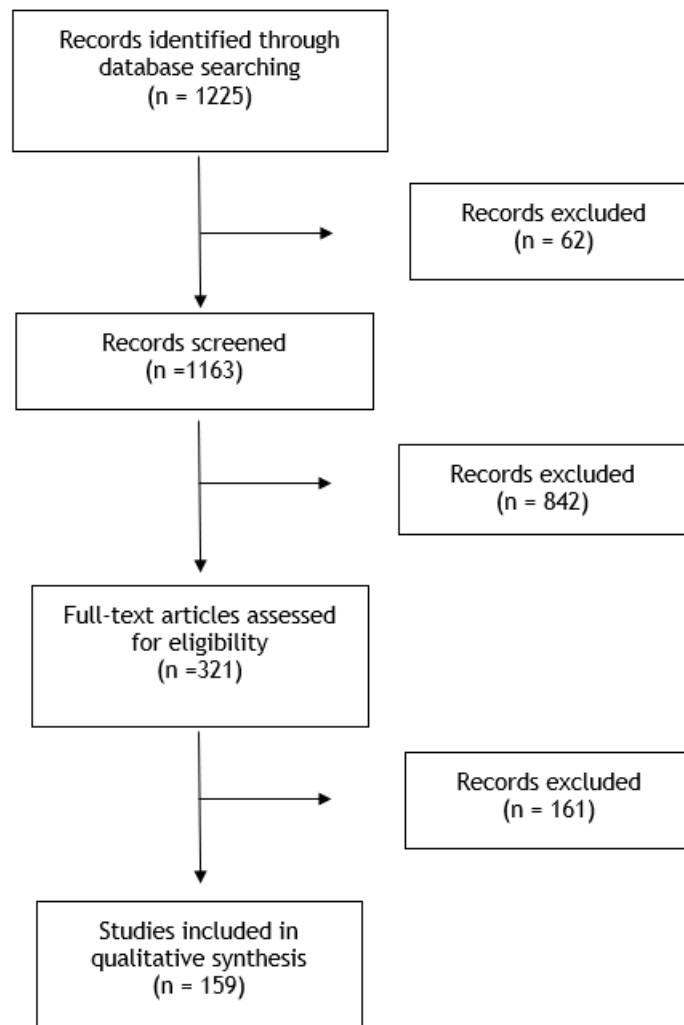 Records identified through
database searching
(n = 1225)
Records excluded
(n = 62)
Records screened
(n =1163)
Records excluded
(n = 842)
Full-text articles assessed
for eligibility
(n =321)
Records excluded
(n = 161)
Studies included in
qualitative synthesis
(n = 159)